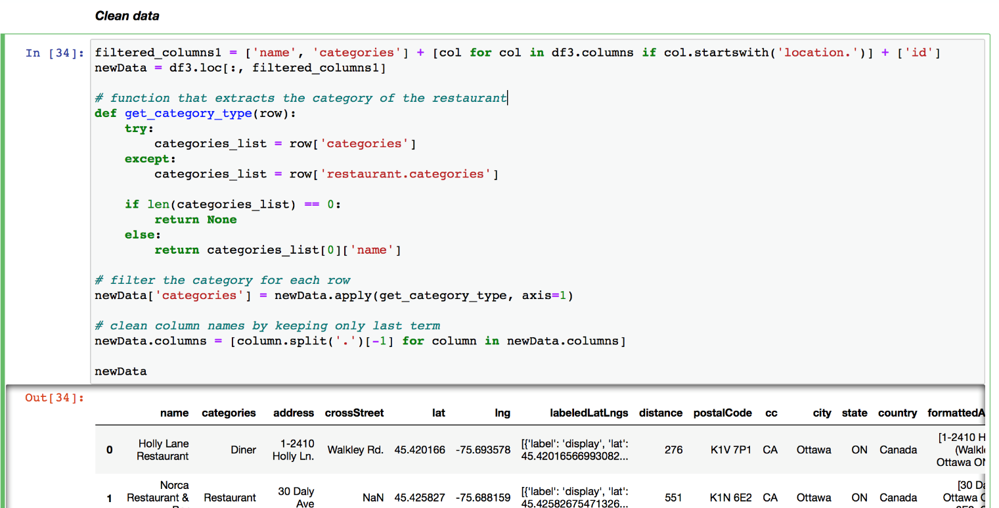 Clean data
In [34]: filtered_columns1 = ['name', 'categories'] + [col for col in df3.columns if col.startswith('location.')] + ['id']
newData = df3.loc[:, filtered_columns1]
# function that extracts the category of the restaurant
def get_category_type(row):
    try:
        categories_list = row['categories']
    except:
        categories_list = row['restaurant.categories']
    if len(categories_list) == 0:
        return None
    else:
        return categories_list[0]['name']
# filter the category for each row
newData['categories'] = newData.apply(get_category_type, axis=1)
# clean column names by keeping only last term
newData.columns = [column.split('.')[-1] for column in newData.columns]
newData
Out[34]:
name categories address crossStreet lat lng labeledLatLngs distance postalCode cc city state country formattedA
[1-2410 H
Holly Lane 1-2410 [{'label': 'display', 'lat':
0 Diner Walkley Rd. 45.420166 -75.693578 276 K1V 7P1 CA Ottawa ON Canada (Walkl
Restaurant Holly Ln. 45.42016566993082... Ottawa O
Norca [30 Da
30 Daly [{'label': 'display', 'lat':
1 Restaurant & Restaurant NaN 45.425827 -75.688159 551 K1N 6E2 CA Ottawa ON Canada Ottawa
Ave 45.42582675471326...